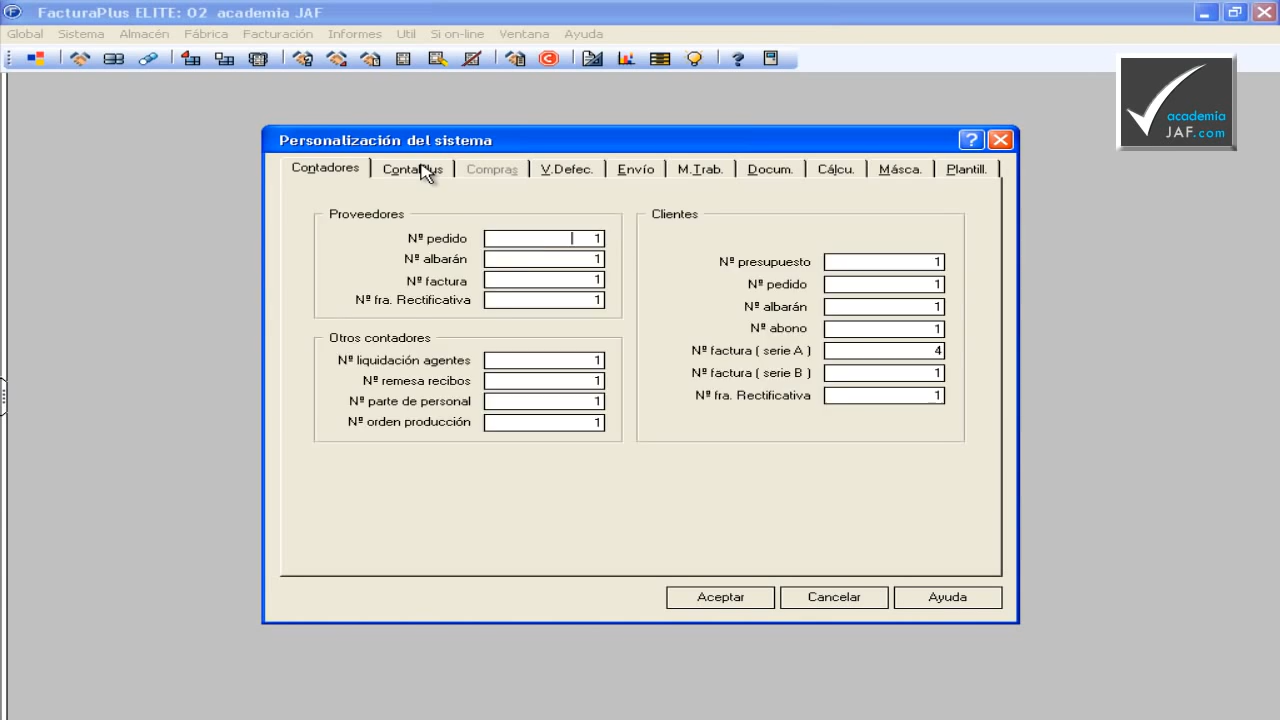 FacturaPlus ELITE: 02 academia JAF
Global Sistema Almacén Fábrica Facturación Informes Util Si on-line Ventana Ayuda
academia
JAF.com
Personalización del sistema
Contadores ContaPlus Compras V.Defec. Envío M.Trab. Docum. Cálcu. Másca. Plantill.
Proveedores
Nº pedido 1
Nº albarán 1
Nº factura 1
Nº fra. Rectificativa 1
Otros contadores
Nº liquidación agentes 1
Nº remesa recibos 1
Nº parte de personal 1
Nº orden producción 1
Clientes
Nº presupuesto 1
Nº pedido 1
Nº albarán 1
Nº abono 1
Nº factura ( serie A ) 4
Nº factura ( serie B ) 1
Nº fra. Rectificativa 1
Aceptar Cancelar Ayuda